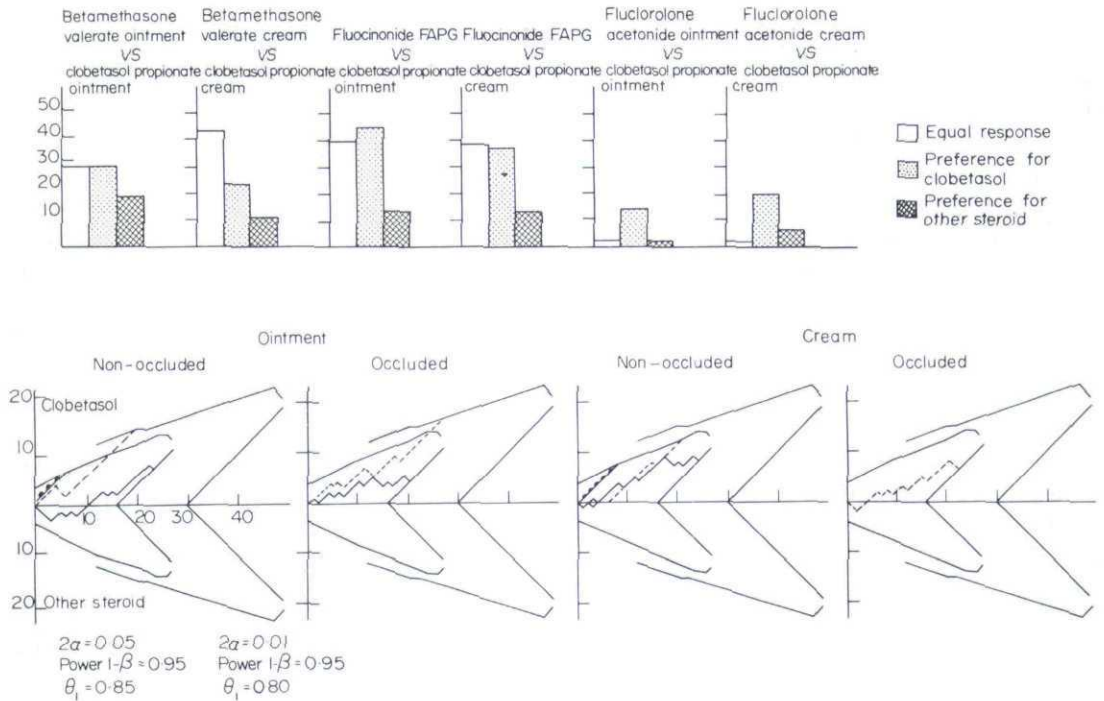 Betamethasone valerate ointment VS clobetasol propionate ointment
Betamethasone valerate cream VS clobetasol propionate cream
Fluocinonide FAPG VS clobetasol propionate ointment
Fluocinonide FAPG VS clobetasol propionate cream
Fluclorolone acetonide ointment VS clobetasol propionate ointment
Fluclorolone acetonide cream VS clobetasol propionate cream
50
40
30
20
10
Equal response
Preference for clobetasol
Preference for other steroid
Ointment
Cream
Non-occluded
Occluded
Non-occluded
Occluded
20
Clobetasol
10
10 20 30 40
10
20
Other steroid
2α=0·05
Power 1-β=0·95
θ₁=0·85
2α=0·01
Power 1-β=0·95
θ₁=0·80